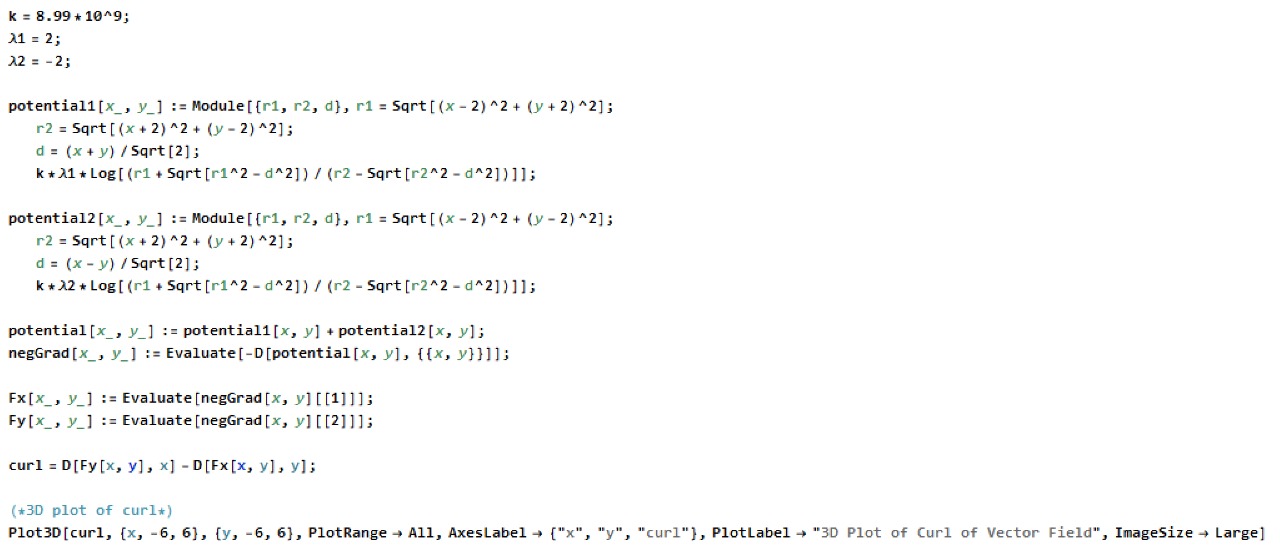 k = 8.99 * 10^9;
λ1 = 2;
λ2 = -2;
potential1[x_, y_] := Module[{r1, r2, d}, r1 = Sqrt[(x - 2)^2 + (y + 2)^2];
r2 = Sqrt[(x + 2)^2 + (y - 2)^2];
d = (x + y) / Sqrt[2];
k * λ1 * Log[(r1 + Sqrt[r1^2 - d^2]) / (r2 - Sqrt[r2^2 - d^2])]];
potential2[x_, y_] := Module[{r1, r2, d}, r1 = Sqrt[(x - 2)^2 + (y - 2)^2];
r2 = Sqrt[(x + 2)^2 + (y + 2)^2];
d = (x - y) / Sqrt[2];
k * λ2 * Log[(r1 + Sqrt[r1^2 - d^2]) / (r2 - Sqrt[r2^2 - d^2])]];
potential[x_, y_] := potential1[x, y] + potential2[x, y];
negGrad[x_, y_] := Evaluate[-D[potential[x, y], {{x, y}}]];
Fx[x_, y_] := Evaluate[negGrad[x, y][[1]]];
Fy[x_, y_] := Evaluate[negGrad[x, y][[2]]];
curl = D[Fy[x, y], x] - D[Fx[x, y], y];
(*3D plot of curl*)
Plot3D[curl, {x, -6, 6}, {y, -6, 6}, PlotRange → All, AxesLabel → {"x", "y", "curl"}, PlotLabel → "3D Plot of Curl of Vector Field", ImageSize → Large]